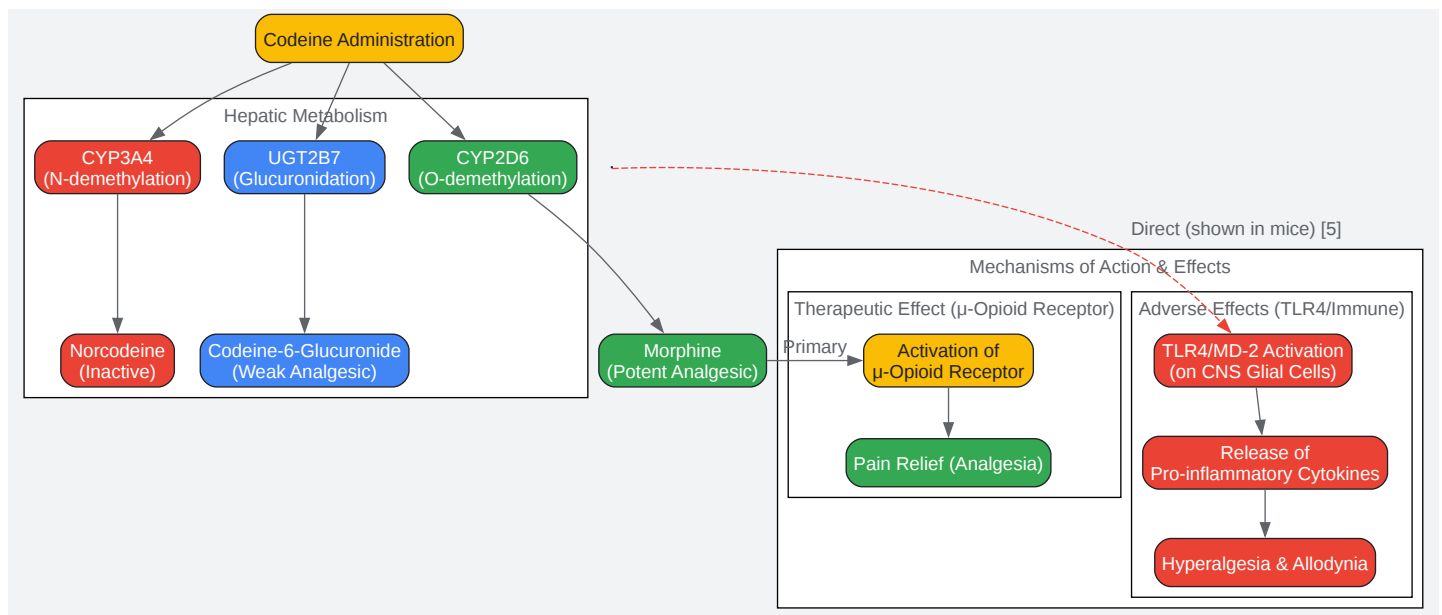 Codeine Administration
Hepatic Metabolism
CYP3A4
(N-demethylation)
UGT2B7
(Glucuronidation)
CYP2D6
(O-demethylation)
Direct (shown in mice) [5]
Mechanisms of Action & Effects
Therapeutic Effect (μ-Opioid Receptor)
Adverse Effects (TLR4/Immune)
Norcodeine
(Inactive)
Codeine-6-Glucuronide
(Weak Analgesic)
Morphine
(Potent Analgesic)
Primary
Activation of
μ-Opioid Receptor
TLR4/MD-2 Activation
(on CNS Glial Cells)
Pain Relief (Analgesia)
Release of
Pro-inflammatory Cytokines
Hyperalgesia & Allodynia